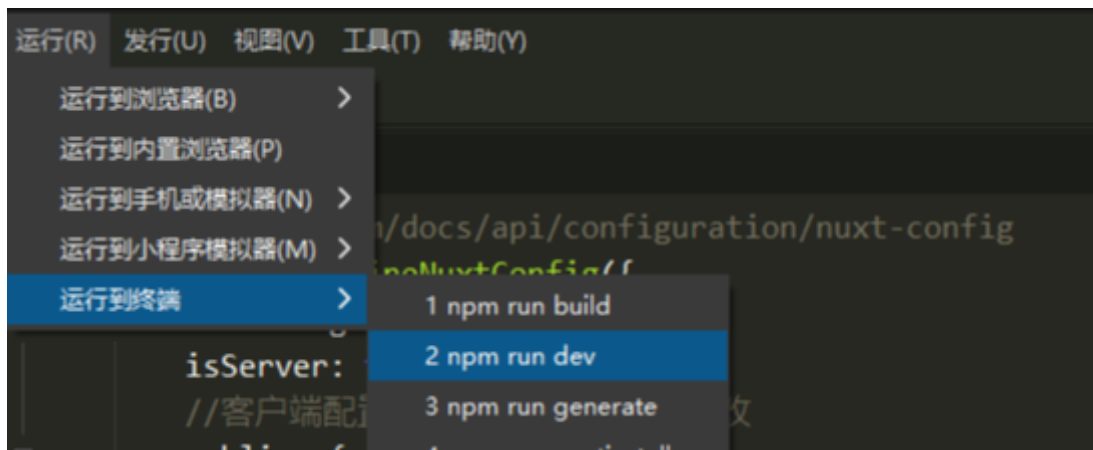 运行(R) 发行(U) 视图(V) 工具(T) 帮助(Y)
运行到浏览器(B)
运行到内置浏览器(P)
运行到手机或模拟器(N)
/docs/api/configuration/nuxt-config
运行到小程序模拟器(M)
NuxtConfig({
运行到终端
1 npm run build
isServer:
2 npm run dev
//客户端配
3 npm run generate